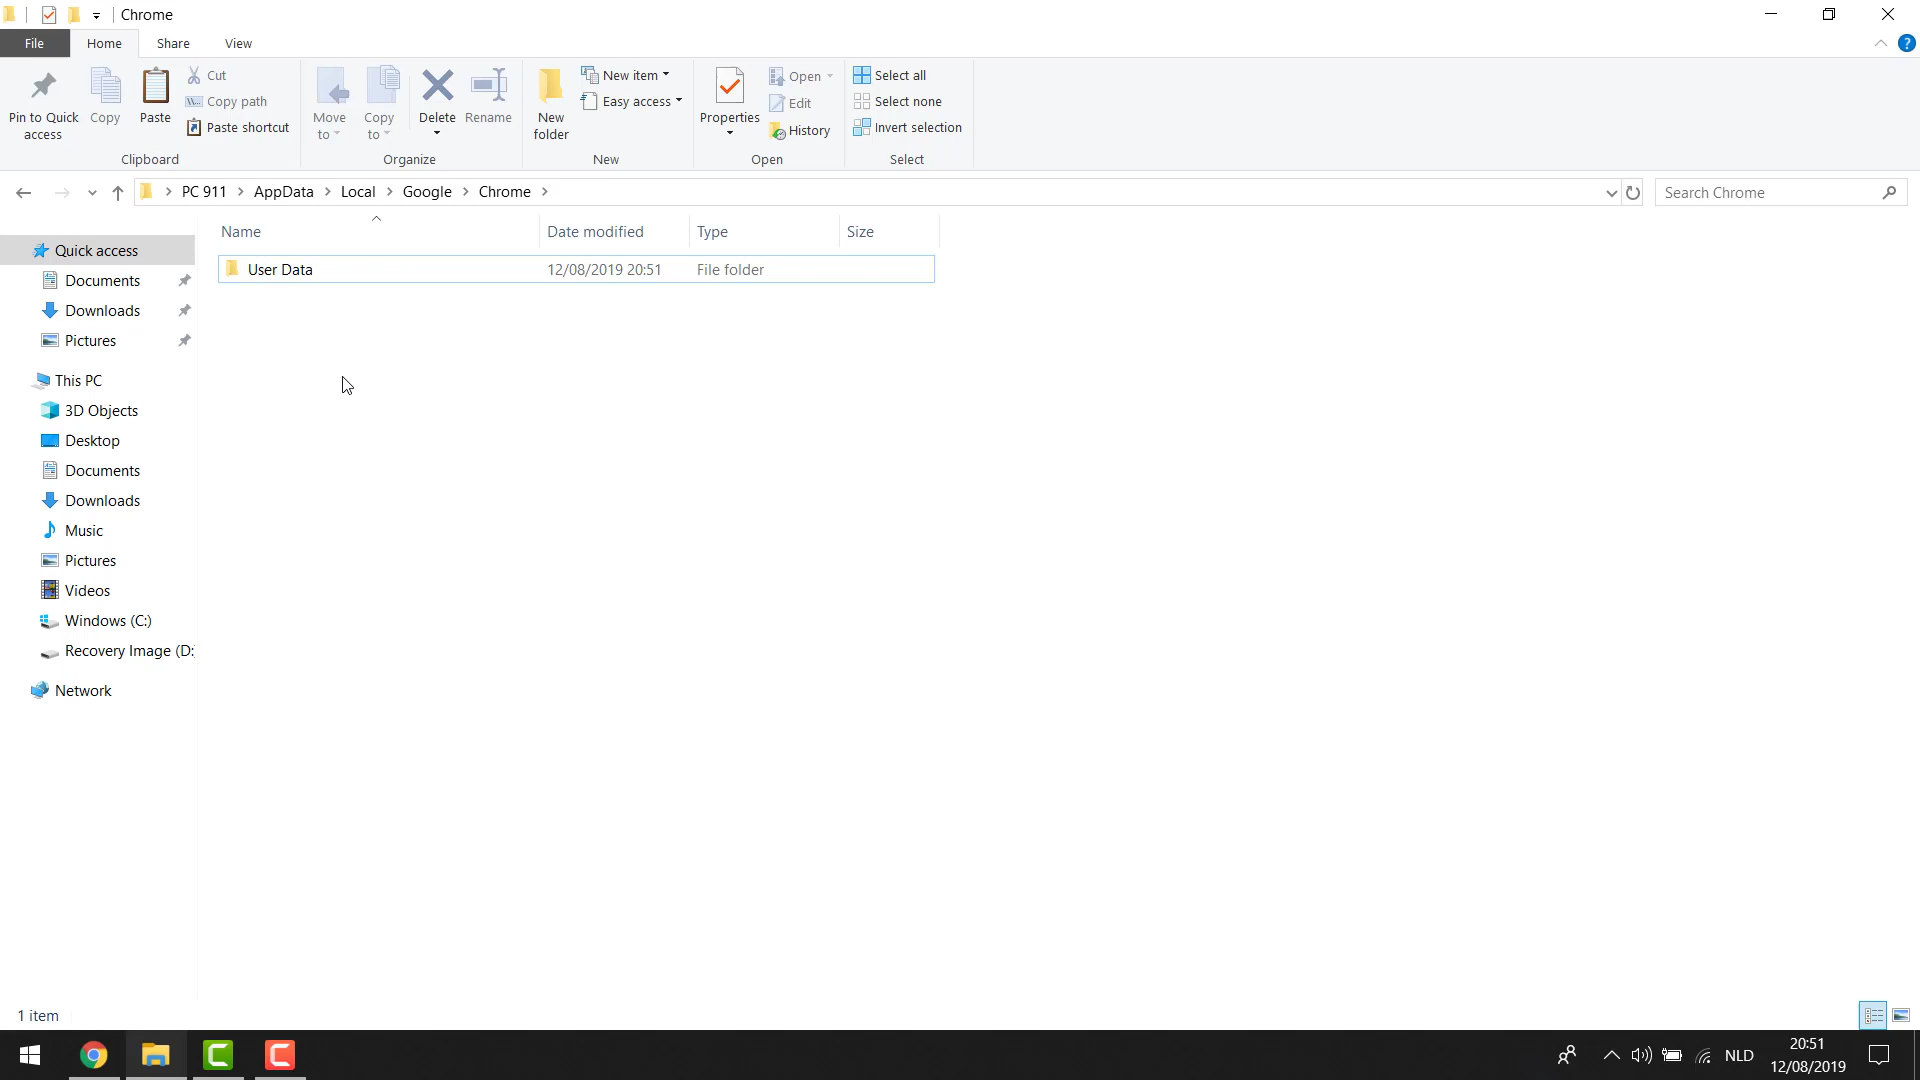 Chrome
File Home Share View
Pin to Quick access
Copy
Paste
Cut
Copy path
Paste shortcut
Clipboard
Move to
Copy to
Delete
Rename
Organize
New folder
New item
Easy access
New
Properties
Open
Edit
History
Open
Select all
Select none
Invert selection
Select
PC 911 > AppData > Local > Google > Chrome >
Search Chrome
Name Date modified Type Size
User Data 12/08/2019 20:51 File folder
Quick access
Documents
Downloads
Pictures
This PC
3D Objects
Desktop
Documents
Downloads
Music
Pictures
Videos
Windows (C:)
Recovery Image (D:
Network
1 item
NLD
20:51
12/08/2019